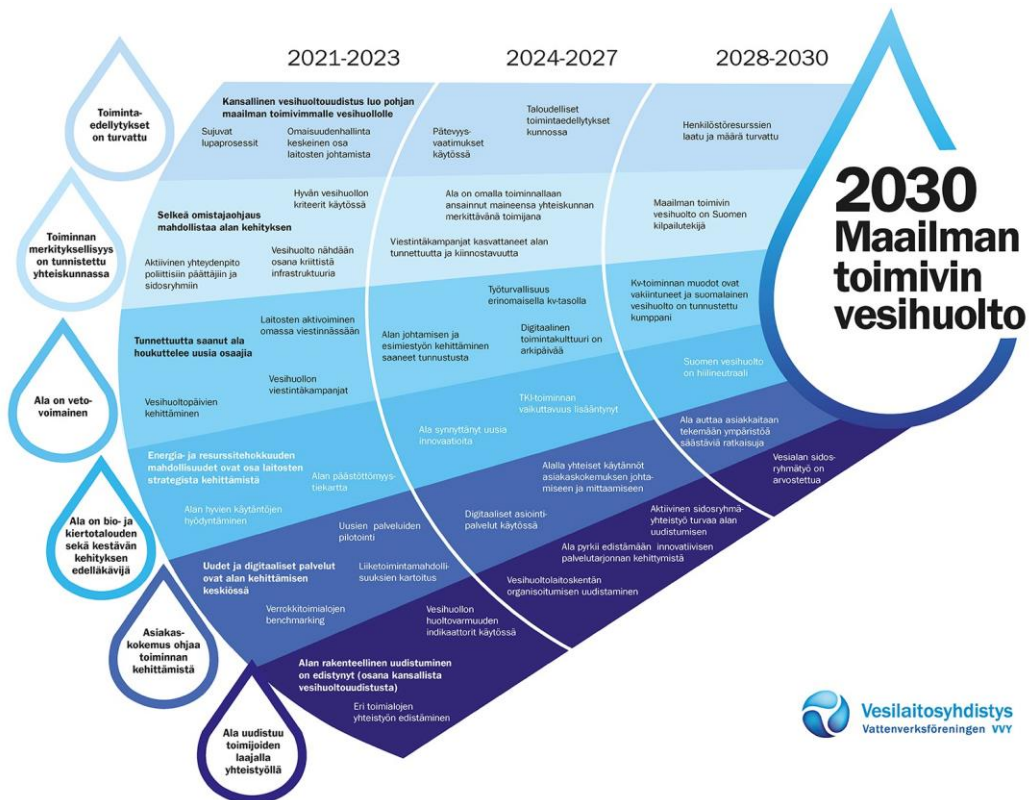 2021-2023
2024-2027
2028-2030
Toiminta-
edellytykset
on turvattu
Kansallinen vesihuoltouudistus luo pohjan
maailman toimivimmalle vesihuollolle
Sujuvat
lupaprosessit
Omaisuudenhallinta
keskeinen osa
laitosten johtamista
Pätevyys-
vaatimukset
käytössä
Taloudelliset
toimintaedellytykset
kunnossa
Henkilöstöresurssien
laatu ja määrä turvattu
Toiminnan
merkityksellisyys
on tunnistettu
yhteiskunnassa
Hyvän vesihuollon
kriteerit käytössä
Selkeä omistajaohjaus
mahdollistaa alan kehityksen
Aktiivinen yhteydenpito
poliittisiin päättäjiin ja
sidosryhmiin
Vesihuolto nähdään
osana kriittistä
infrastruktuuria
Ala on omalla toiminnallaan
ansainnut maineensa yhteiskunnan
merkittävänä toimijana
Viestintäkampanjat kasvattaneet alan
tunnettutta ja kiinnostavuutta
Maailman toimivin
vesihuolto on Suomen
kilpailutekijä
Ala on veto-
voimainen
Laitosten aktivoiminen
omassa viestinnässään
Tunnettuutta saanut ala
houkuttelee uusia osaajia
Vesihuollon
viestintäkampanjat
Vesihuoltopäivien
kehittäminen
Työturvallisuus
erinomaisella kv-tasolla
Alan johtamisen ja
esimiestyön kehittäminen
saaneet tunnustusta
Digitaalinen
toimintakulttuuri on
arkipäivää
Kv-toiminnan muodot ovat
vakiintuneet ja suomalainen
vesihuolto on tunnustettu
kumppani
Ala on bio- ja
kiertotalouden
sekä kestävän
kehityksen
edelläkävijä
Energia- ja resurssitehokkuuden
mahdollisuudet ovat osa laitosten
strategista kehittämistä
Alan päästöttömyys-
tiekartta
Alan hyvien käytäntöjen
hyödyntäminen
TKI-toiminnan
vaikuttavuus lisääntynyt
Ala synnyttänyt uusia
innovaatioita
Suomen vesihuolto
on hiilineutraali
Asiakas-
kokemus ohjaa
toiminnan
kehittämistä
Uusien palveluiden
pilotointi
Uudet ja digitaaliset palvelut
ovat alan kehittämisen
keskiössä
Liiketoimintamahdolli-
suuksien kartoitus
Verrokkitoimialojen
benchmarking
Alalla yhteiset käytännöt
asiakaskokemuksen johta-
miseen ja mittaamiseen
Digitaaliset asiointi-
palvelut käytössä
Ala auttaa asiakkaitaan
tekemään ympäristöä
säästäviä ratkaisuja
Ala uudistuu
toimijoiden
laajalla
yhteistyöllä
Vesihuollon
huoltovarmuuden
indikaattorit käytössä
Alan rakenteellinen uudistuminen
on edistynyt (osana kansallista
vesihuoltouudistusta)
Eri toimialojen
yhteistyön edistäminen
Ala pyrkii edistämään innovatiivisen
palvelutarjonnan kehittymistä
Vesihuoltolaitoskentän
organisoitumisen uudistaminen
Vesialan sidos-
ryhmätyö on
arvostettua
Aktiivinen sidosryhmä-
yhteistyö turvaa alan
uudistumisen
2030
Maailman
toimivin
vesihuolto
Vesilaitosyhdistys
Vattenverksföreningen VVY